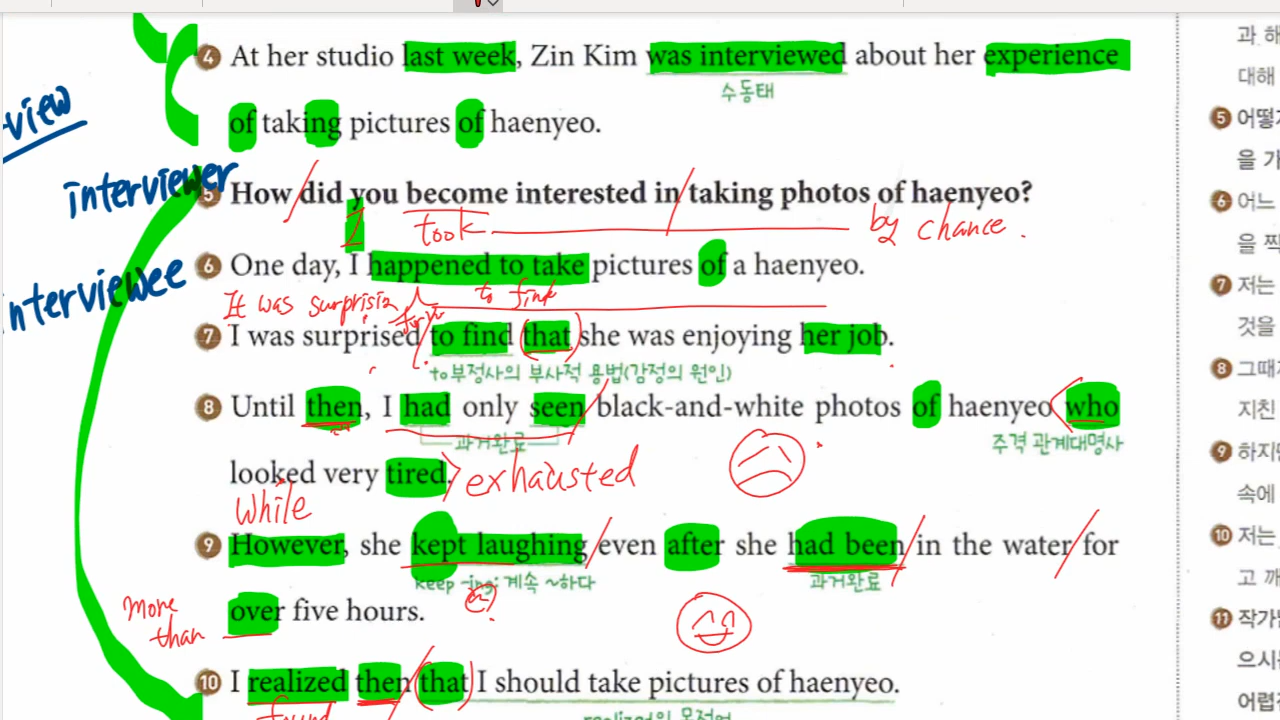 ④ At her studio last week, Zin Kim was interviewed about her experience
수동태
view
of taking pictures of haenyeo.
interviewer
⑤ How did you become interested in taking photos of haenyeo?
I took by chance.
interviewee
⑥ One day, I happened to take pictures of a haenyeo.
It was surprising to find
⑦ I was surprised to find that she was enjoying her job.
to부정사의 부사적 용법(감정의 원인)
⑧ Until then, I had only seen black-and-white photos of haenyeo who
과거완료 주격 관계대명사
looked very tired. exhausted
While
⑨ However, she kept laughing even after she had been in the water for
keep -ing: 계속 ~하다 과거완료
more than
over five hours.
⑩ I realized then that I should take pictures of haenyeo.
found
과 해
대해
⑤ 어떻게
을 가
⑥ 어느
을 찍
⑦ 저는
것을
⑧ 그때
지친
⑨ 하지만
속에
⑩ 저는
고 깨
⑪ 작가님
으시
어렵